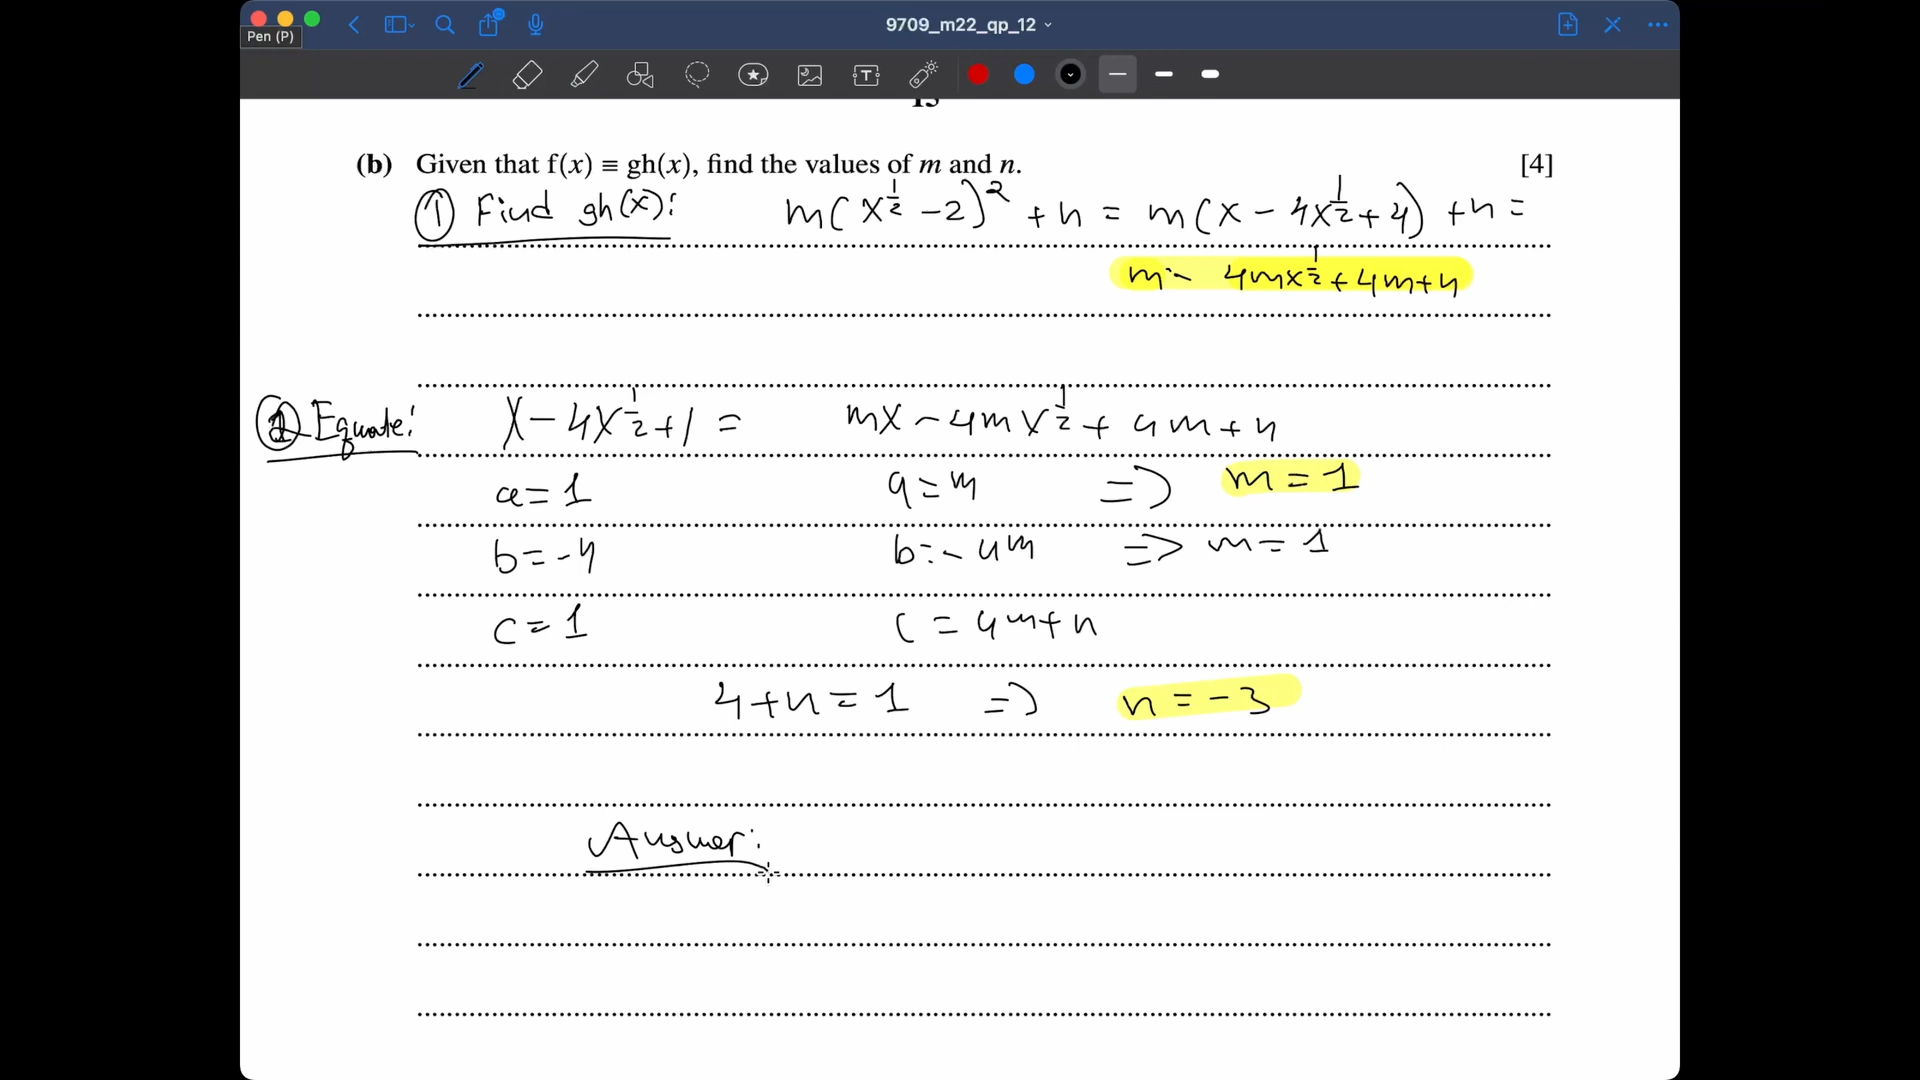 9709_m22_qp_12
Pen (P)
(b) Given that f(x) ≡ gh(x), find the values of m and n. [4]
① Find gh(x): m(x^{1/2} - 2)^2 + n = m(x - 4x^{1/2} + 4) + n =
m - 4mx^{1/2} + 4m + n
② Equate: x - 4x^{1/2} + 1 = mx - 4mx^{1/2} + 4m + n
a = 1 a = m => m = 1
b = -4 b = -4m => m = 1
c = 1 c = 4m + n
4 + n = 1 => n = -3
Answer: